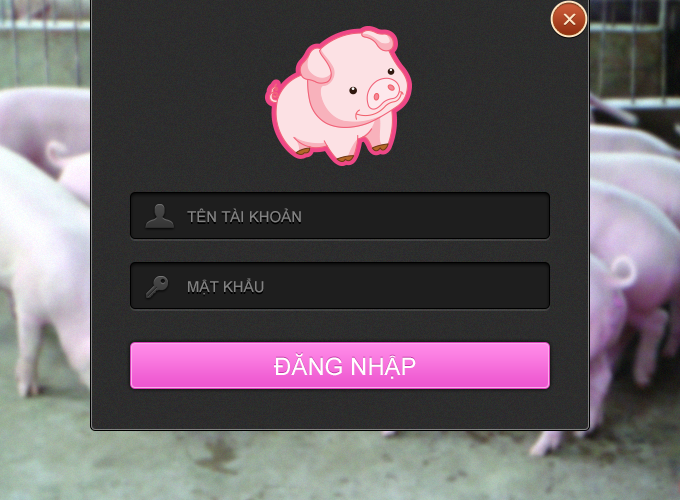 TÊN TÀI KHOẢN
MẬT KHẨU
ĐĂNG NHẬP